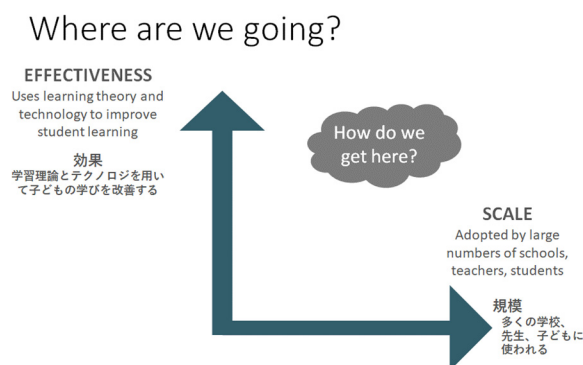 Where are we going?
EFFECTIVENESS
Uses learning theory and
technology to improve
student learning
効果
学習理論とテクノロジを用い
て子どもの学びを改善する
How do we
get here?
SCALE
Adopted by large
numbers of schools,
teachers, students
規模
多くの学校、
先生、子どもに
使われる